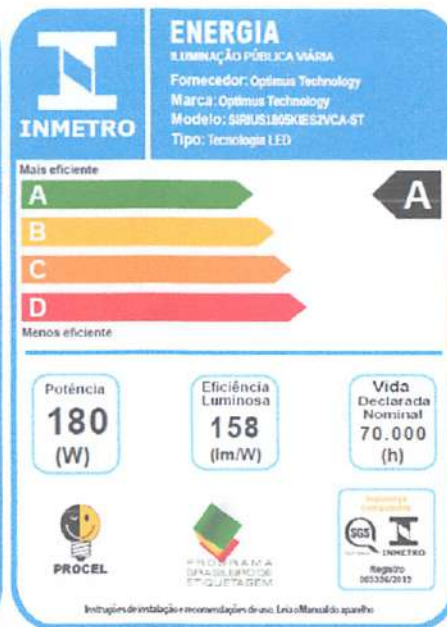 INMETRO
ENERGIA
ILUMINAÇÃO PÚBLICA VIÁRIA
Fornecedor: Optimus Technology
Marca: Optimus Technology
Modelo: SIRIUS1805KIES2VCA-ST
Tipo: Tecnologia LED
Mais eficiente
A
A
B
C
D
Menos eficiente
Potência
180
(W)
Eficiência
Luminosa
158
(lm/W)
Vida
Declarada
Nominal
70.000
(h)
PROCEL
PROGRAMA
BRASILEIRO DE
ETIQUETAGEM
SGS
INMETRO
Registro
Instruções de instalação e recomendações de uso. Leia o Manual do aparelho